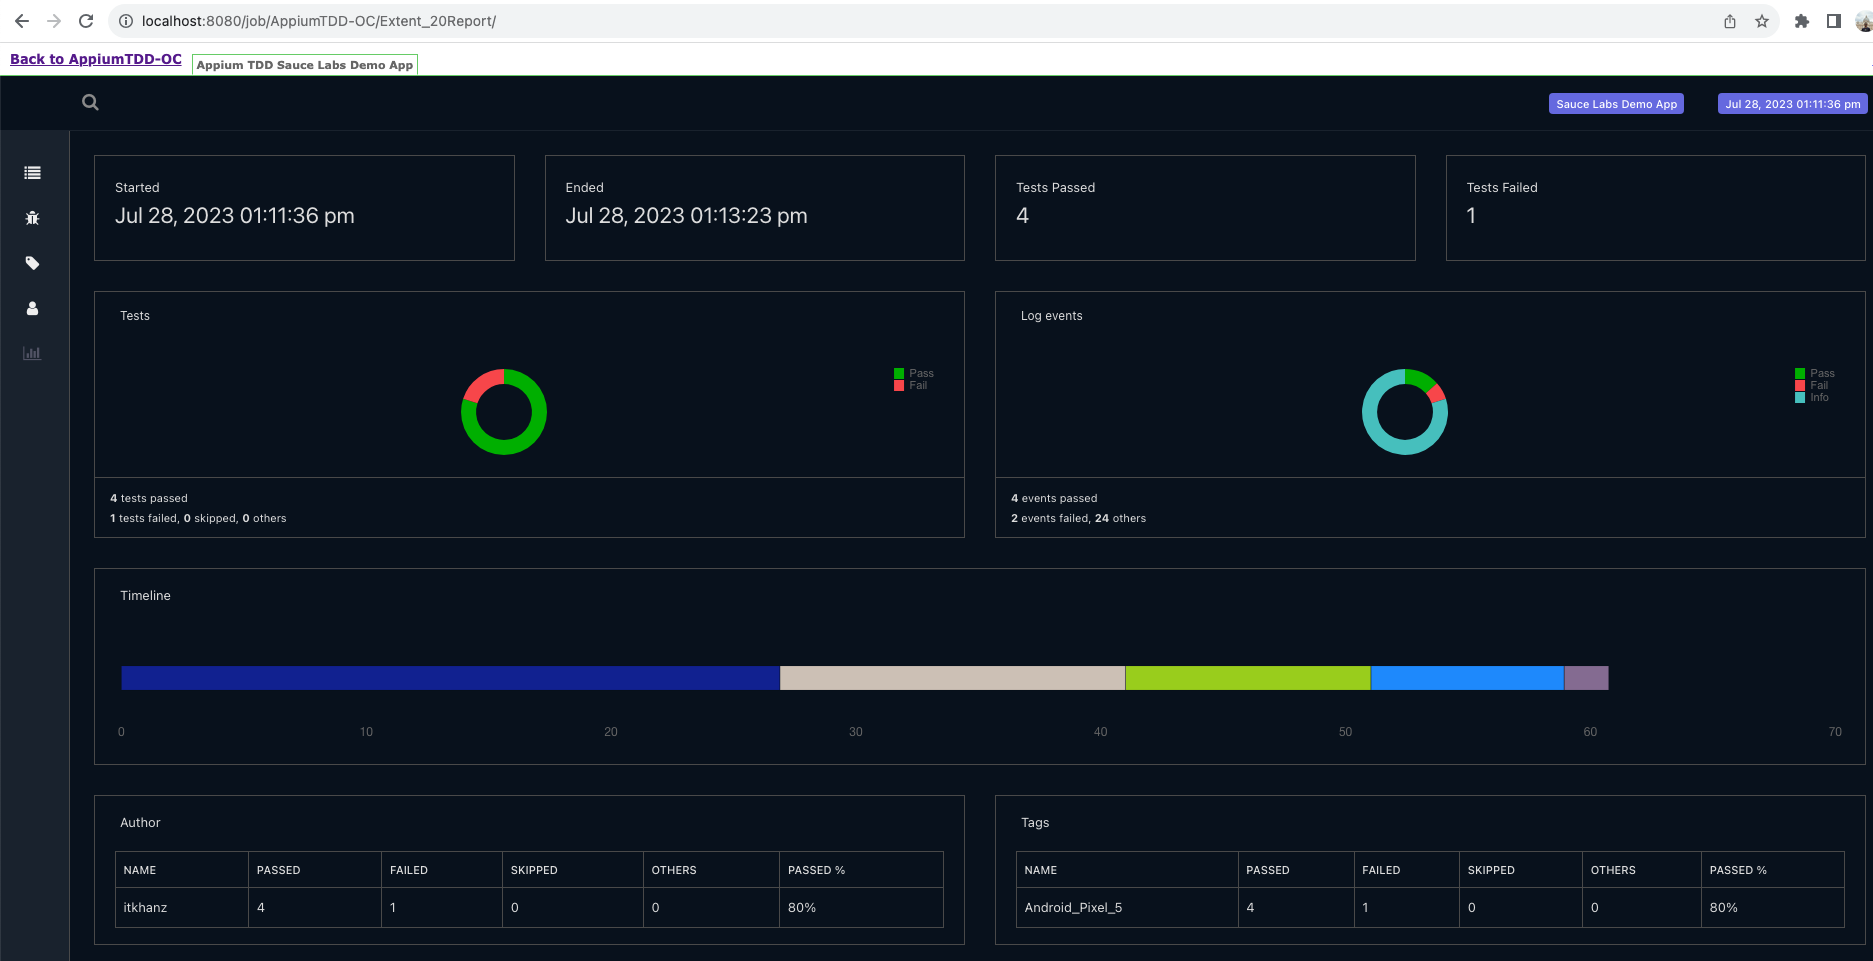 localhost:8080/job/AppiumTDD-OC/Extent_20Report/
Back to AppiumTDD-OC
Appium TDD Sauce Labs Demo App
Sauce Labs Demo App
Jul 28, 2023 01:11:36 pm
Started
Jul 28, 2023 01:11:36 pm
Ended
Jul 28, 2023 01:13:23 pm
Tests Passed
4
Tests Failed
1
Tests
Pass
Fail
4 tests passed
1 tests failed, 0 skipped, 0 others
Log events
Pass
Fail
Info
4 events passed
2 events failed, 24 others
Timeline
0 10 20 30 40 50 60 70
Author
NAME PASSED FAILED SKIPPED OTHERS PASSED %
itkhanz 4 1 0 0 80%
Tags
NAME PASSED FAILED SKIPPED OTHERS PASSED %
Android_Pixel_5 4 1 0 0 80%